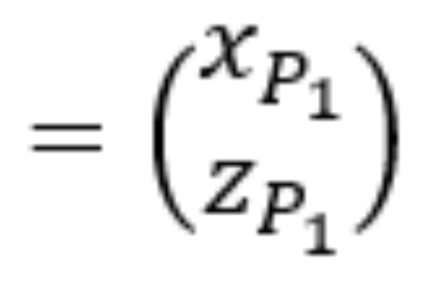 = (x_{P_1}
z_{P_1})